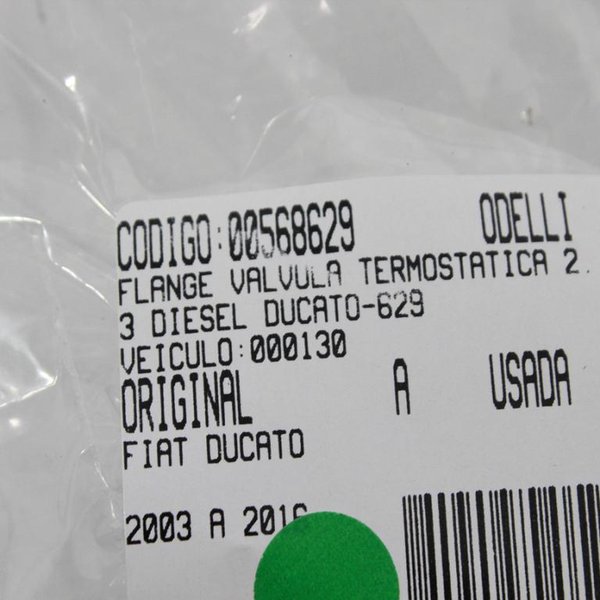 CODIGO:00568629 ODELLI
FLANGE VALVULA TERMOSTATICA 2.
3 DIESEL DUCATO-629
VEICULO:000130
ORIGINAL A USADA
FIAT DUCATO
2003 A 2016